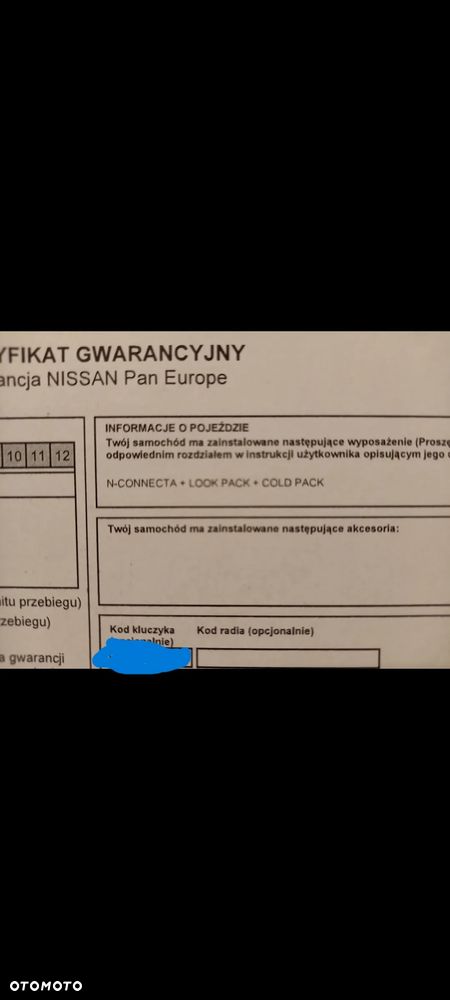 YFIKAT GWARANCYJNY
ancja NISSAN Pan Europe
10 11 12
INFORMACJE O POJEŹDZIE
Twój samochód ma zainstalowane następujące wyposażenie (Proszę
odpowiednim rozdziałem w instrukcji użytkownika opisującym jego u
N-CONNECTA + LOOK PACK + COLD PACK
Twój samochód ma zainstalowane następujące akcesoria:
nitu przebiegu)
zebiegu)
a gwarancji
Kod kluczyka
Kod radia (opcjonalnie)
OTOMOTO